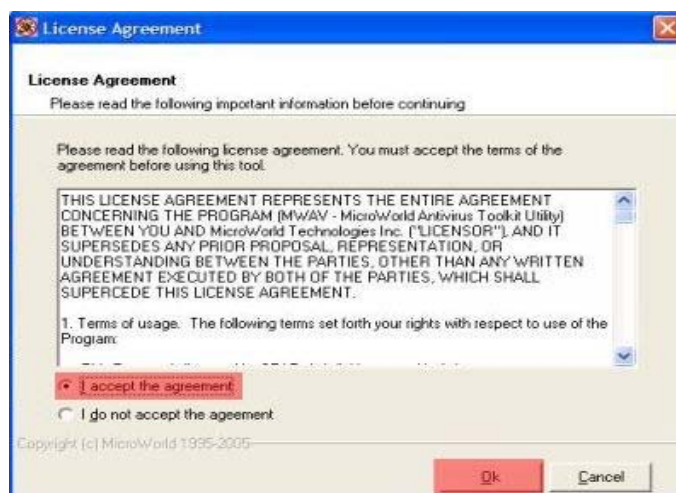 License Agreement
License Agreement
Please read the following important information before continuing
Please read the following license agreement. You must accept the terms of the
agreement before using this tool.
THIS LICENSE AGREEMENT REPRESENTS THE ENTIRE AGREEMENT
CONCERNING THE PROGRAM (MWAV - MicroWorld Antivirus Toolkit Utility)
BETWEEN YOU AND MicroWorld Technologies Inc. ("LICENSOR"), AND IT
SUPERSEDES ANY PRIOR PROPOSAL, REPRESENTATION, OR
UNDERSTANDING BETWEEN THE PARTIES, OTHER THAN ANY WRITTEN
AGREEMENT EXECUTED BY BOTH OF THE PARTIES, WHICH SHALL
SUPERCEDE THIS LICENSE AGREEMENT.
1. Terms of usage. The following terms set forth your rights with respect to use of the
Program:
I accept the agreement
I do not accept the ageement
Copyright (c) MicroWorld 1995-2005
Ok
Cancel